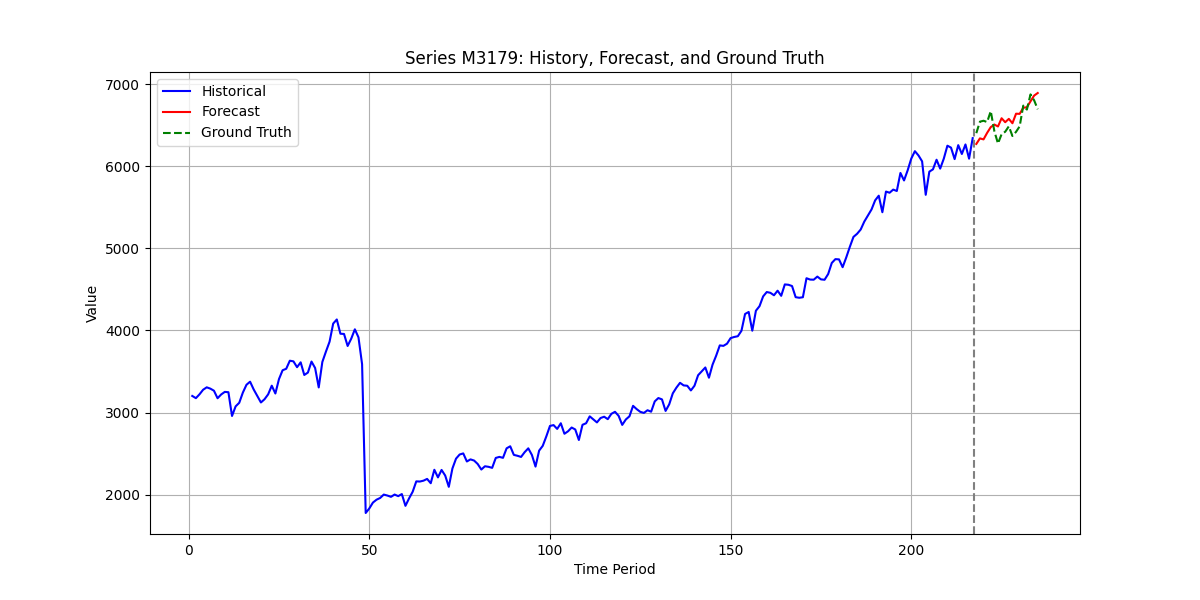 Series M3179: History, Forecast, and Ground Truth
Historical
Forecast
Ground Truth
7000
6000
5000
4000
3000
2000
Value
0 50 100 150 200
Time Period